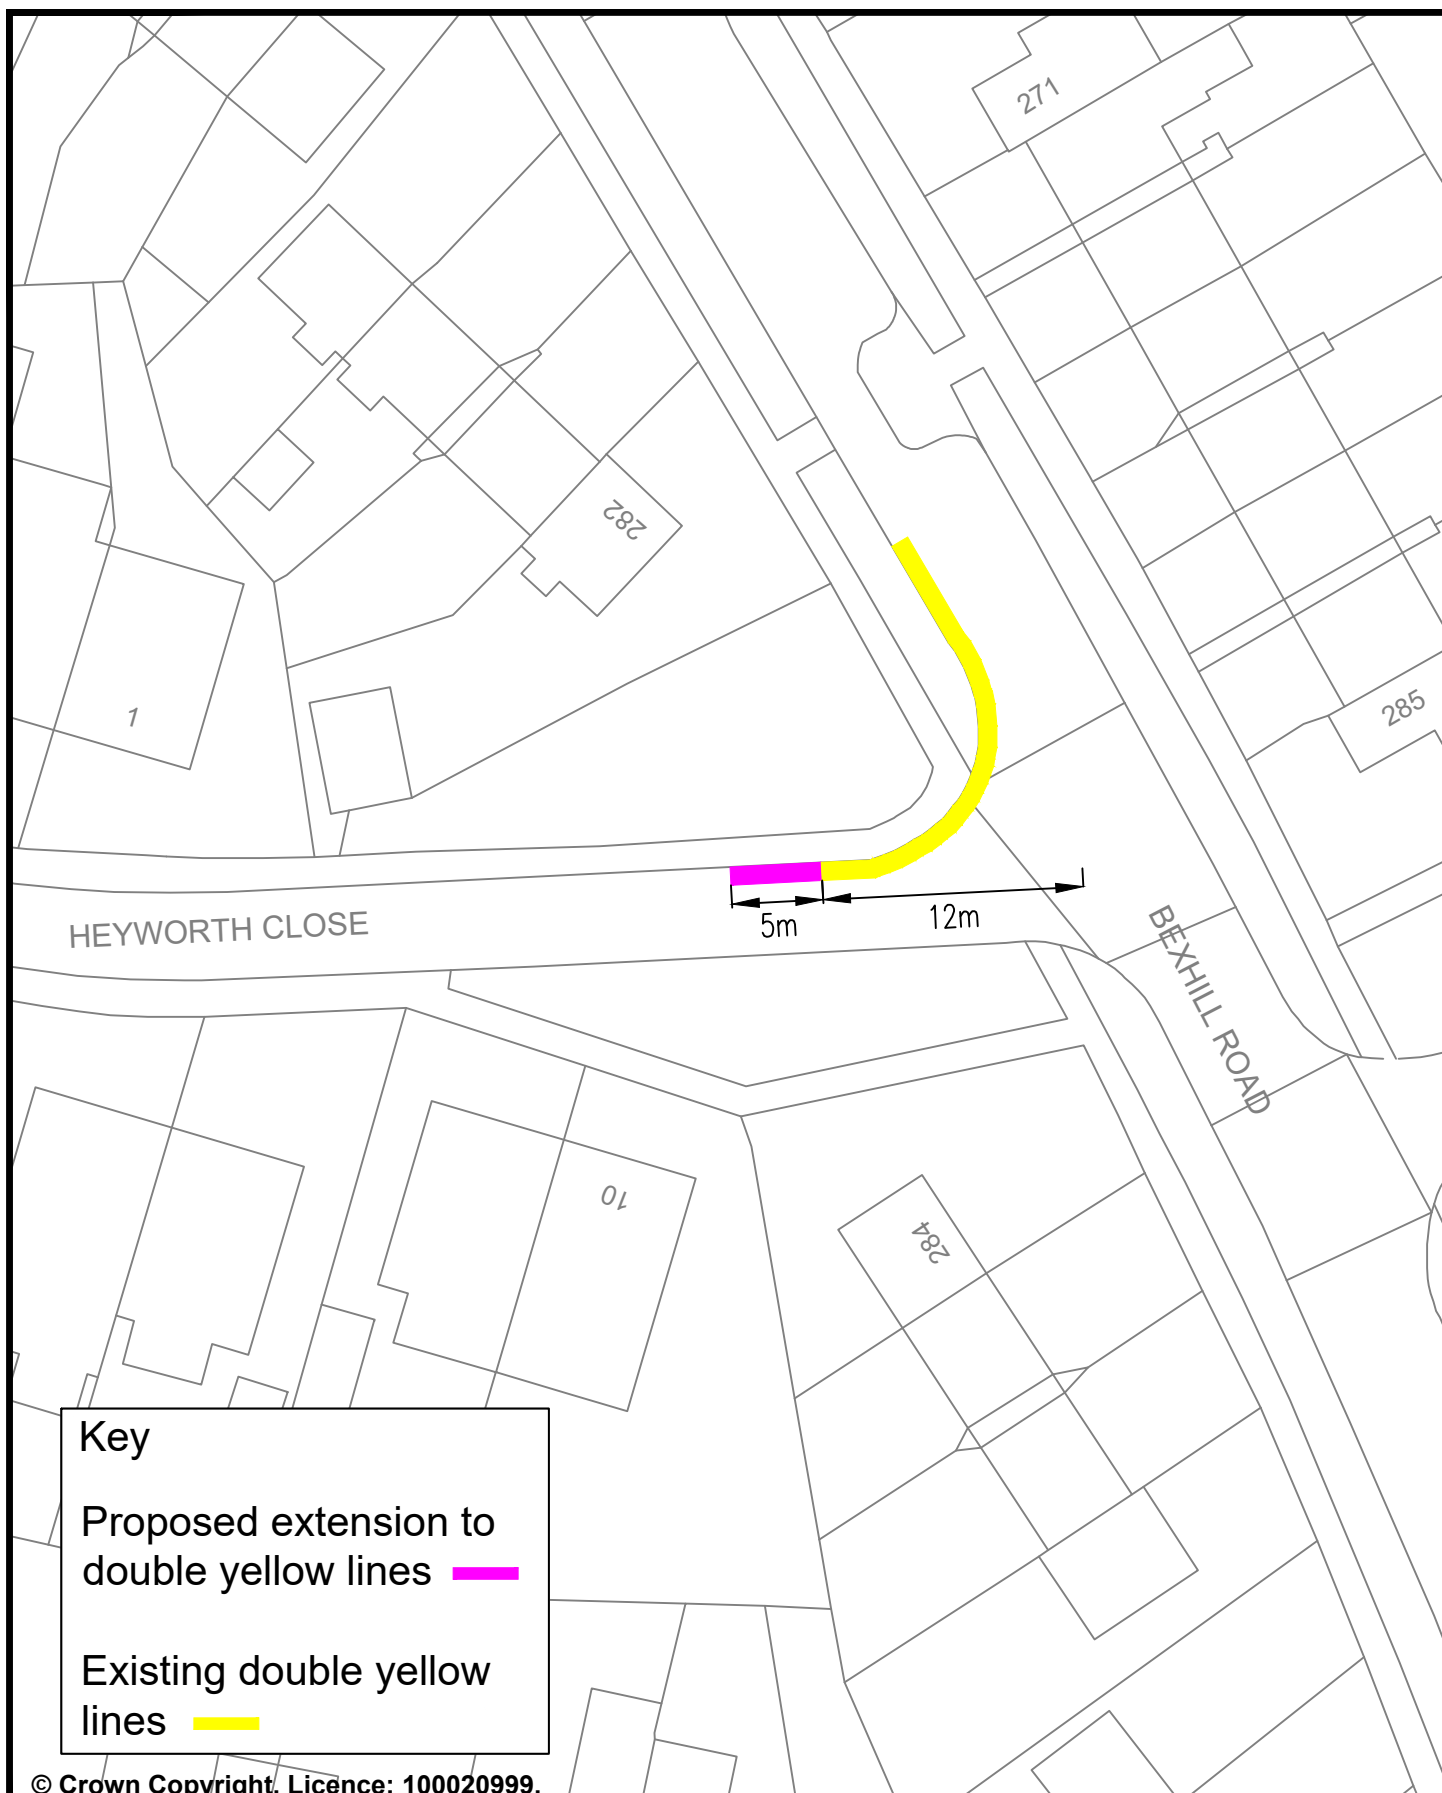 271
282
285
1
HEYWORTH CLOSE
5m
12m
BEXHILL ROAD
10
284
Key
Proposed extension to
double yellow lines
Existing double yellow
lines
© Crown Copyright. Licence: 100020999.